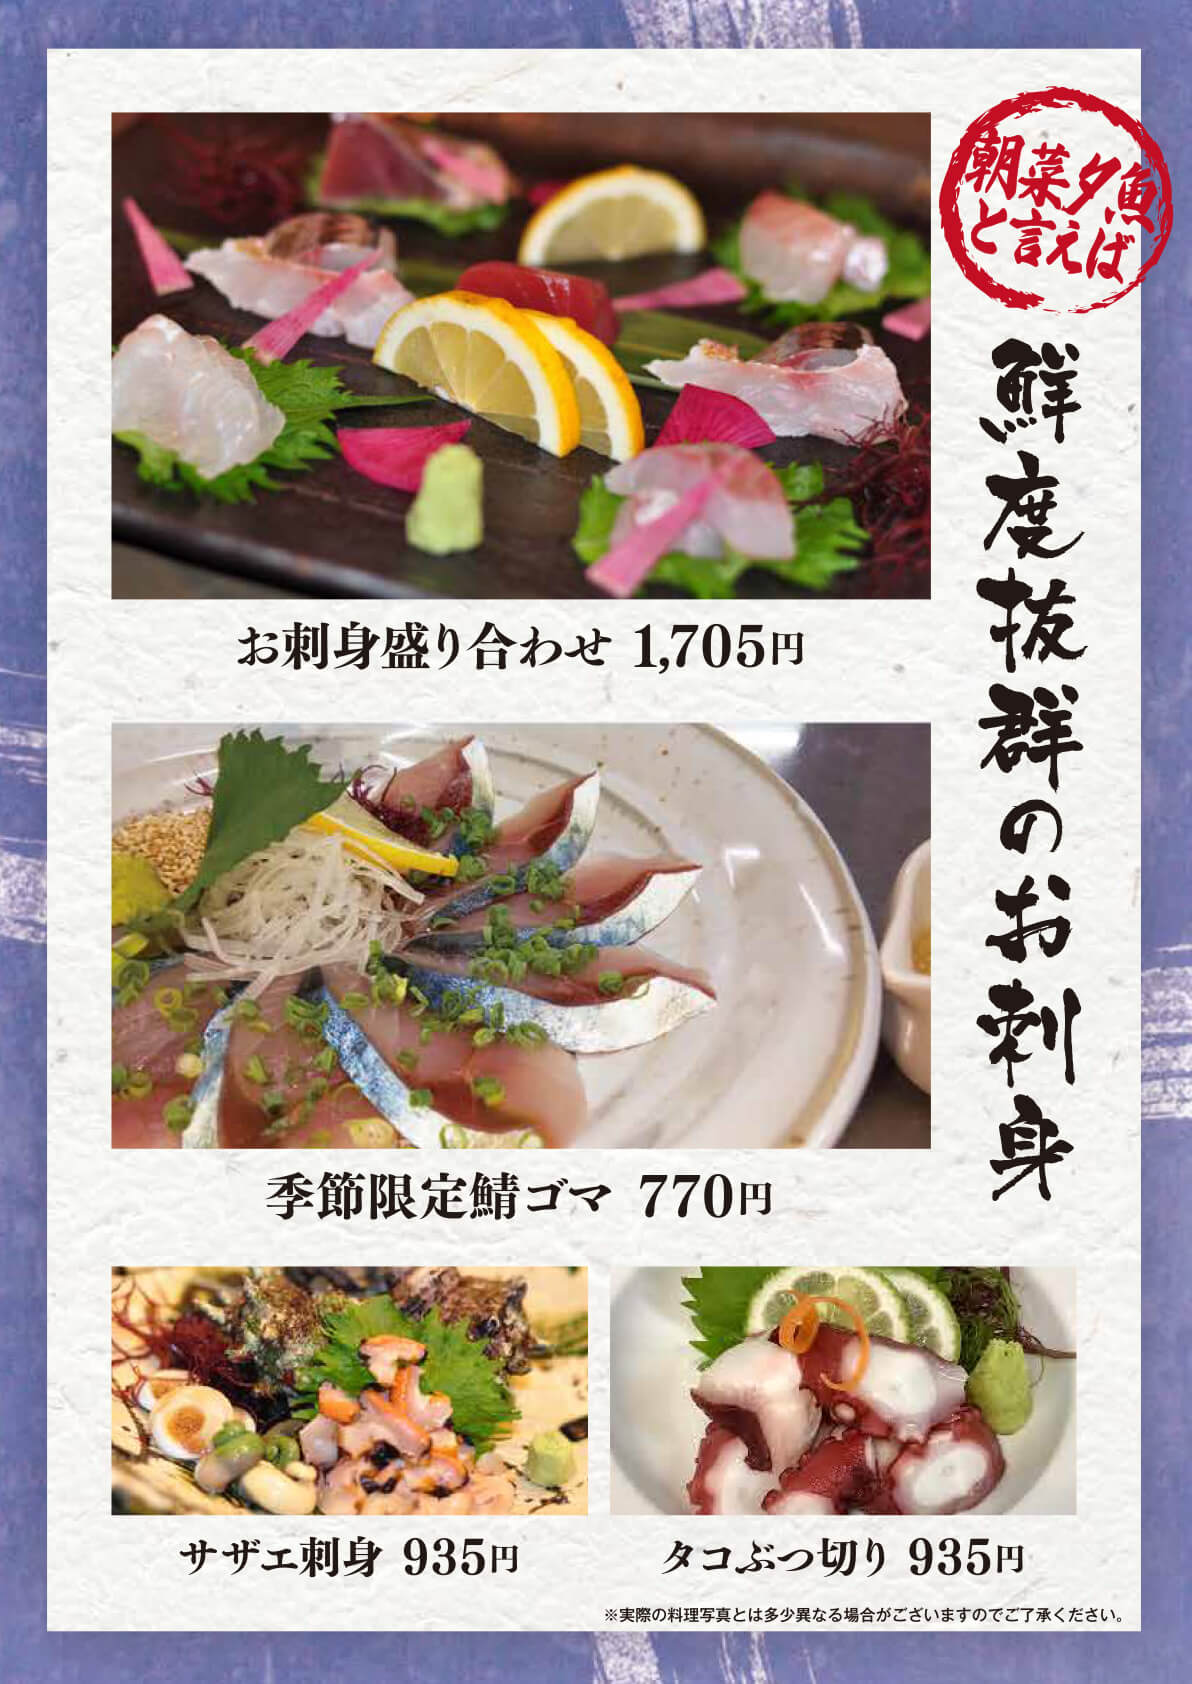 朝菜夕魚
と言えば
鮮度抜群のお刺身
お刺身盛り合わせ 1,705円
季節限定鯖ゴマ 770円
サザエ刺身 935円
タコぶつ切り 935円
※実際の料理写真とは多少異なる場合がございますのでご了承ください。